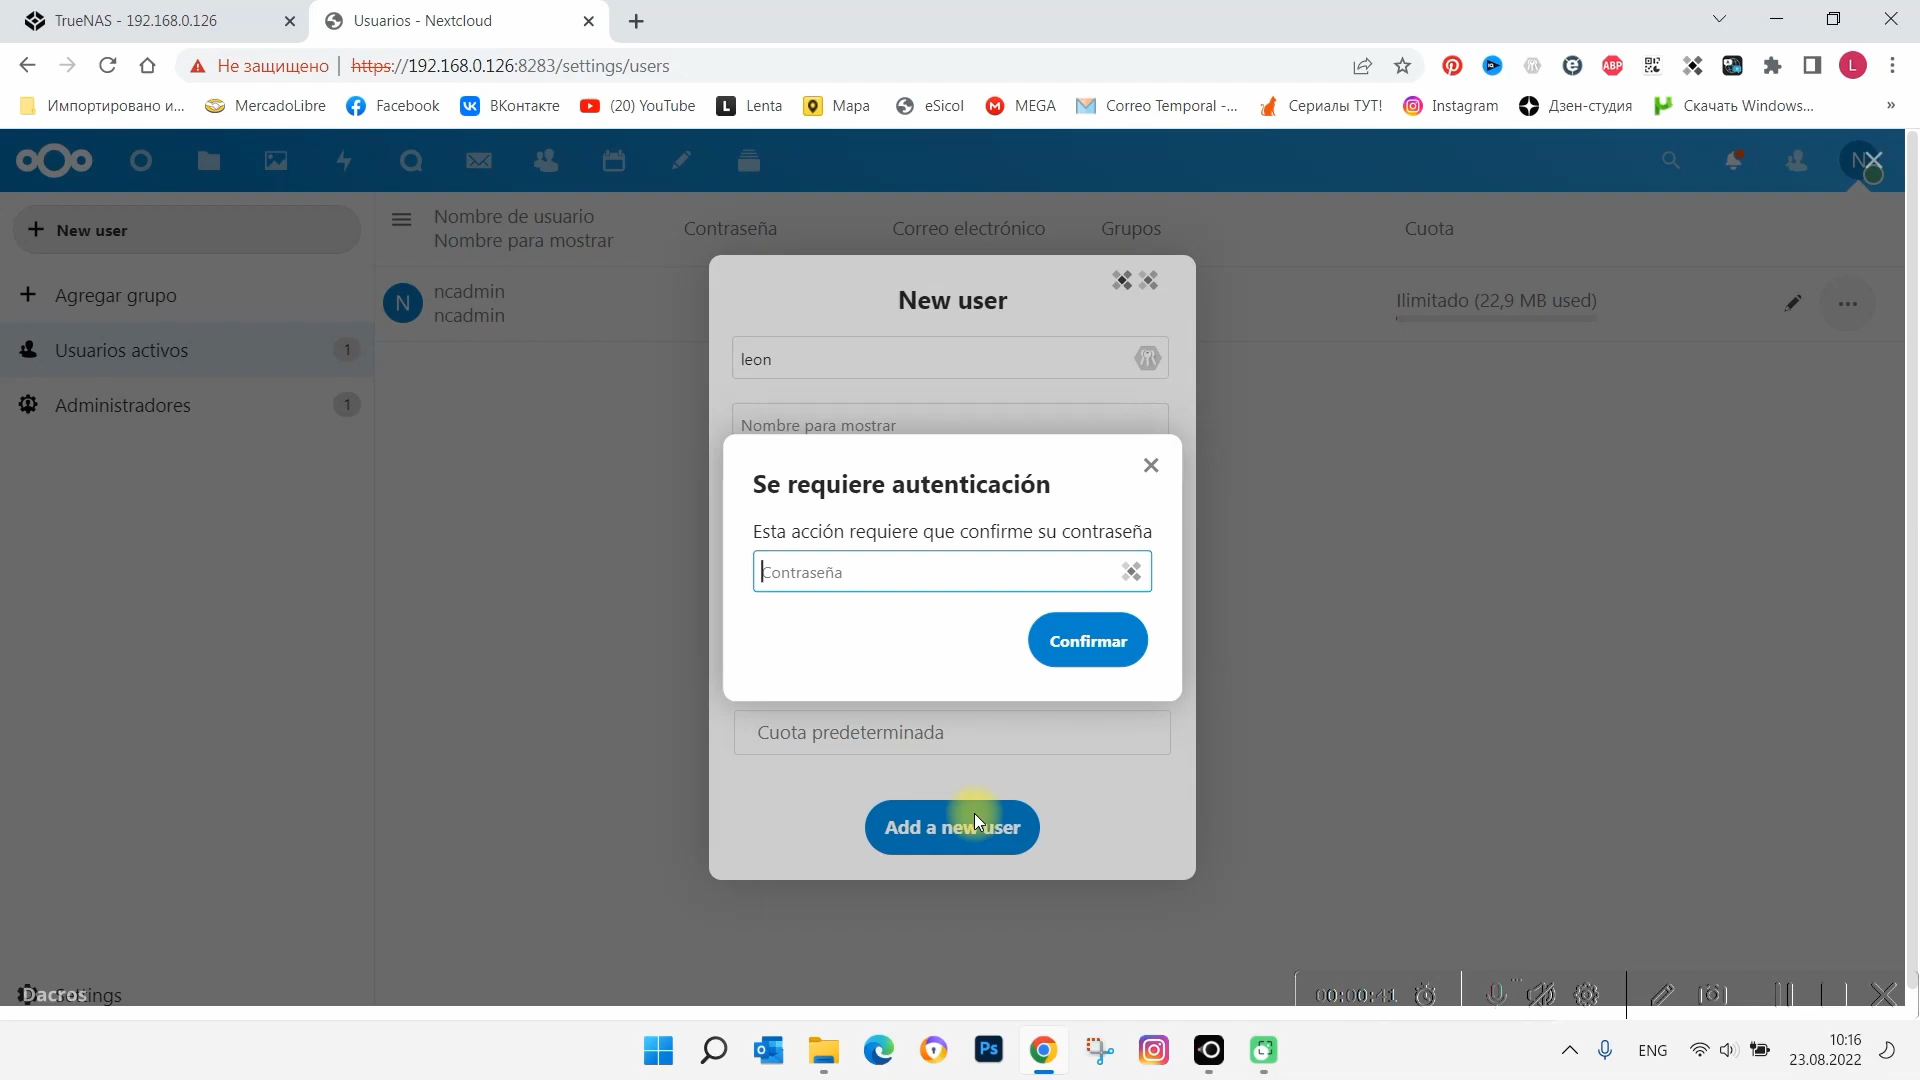 TrueNAS - 192.168.0.126
Usuarios - Nextcloud
Не защищено
https://192.168.0.126:8283/settings/users
ABP
L
Импортировано и...
MercadoLibre
Facebook
ВКонтакте
(20) YouTube
L Lenta
Mapa
eSicol
MEGA
Correo Temporal -...
Сериалы ТУТ!
Instagram
Дзен-студия
Скачать Windows...
»
N
New user
Nombre de usuario
Nombre para mostrar
Contraseña
Correo electrónico
Grupos
Cuota
Agregar grupo
Usuarios activos 1
Administradores 1
N
ncadmin
ncadmin
Ilimitado (22,9 MB used)
New user
leon
Nombre para mostrar
Se requiere autenticación
Esta acción requiere que confirme su contraseña
Contraseña
Confirmar
Cuota predeterminada
Add a new user
Settings
Dacros
00:00:41
Ps
ENG
10:16
23.08.2022